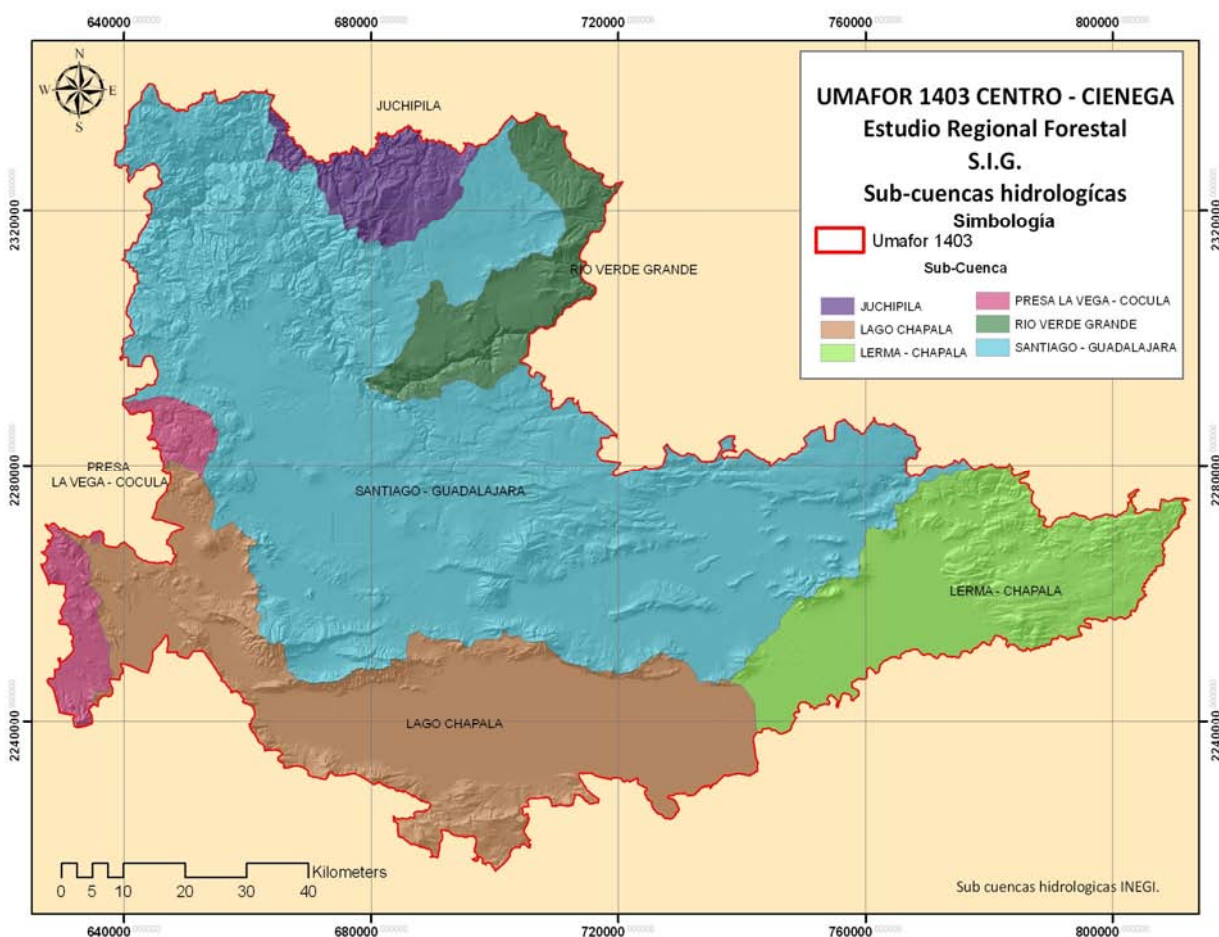 640000 680000 720000 760000 800000
N
W E
S
JUCHIPILA
UMAFOR 1403 CENTRO - CIENEGA
Estudio Regional Forestal
S.I.G.
Sub-cuencas hidrologícas
Simbología
Umafor 1403
Sub-Cuenca
JUCHIPILA
LAGO CHAPALA
LERMA - CHAPALA
PRESA LA VEGA - COCULA
RIO VERDE GRANDE
SANTIAGO - GUADALAJARA
2320000
2320000
RIO VERDE GRANDE
2280000
2280000
PRESA
LA VEGA - COCULA
SANTIAGO - GUADALAJARA
LERMA - CHAPALA
2240000
2240000
LAGO CHAPALA
Kilometers
0 5 10 20 30 40
Sub cuencas hidrologicas INEGI.
640000 680000 720000 760000 800000